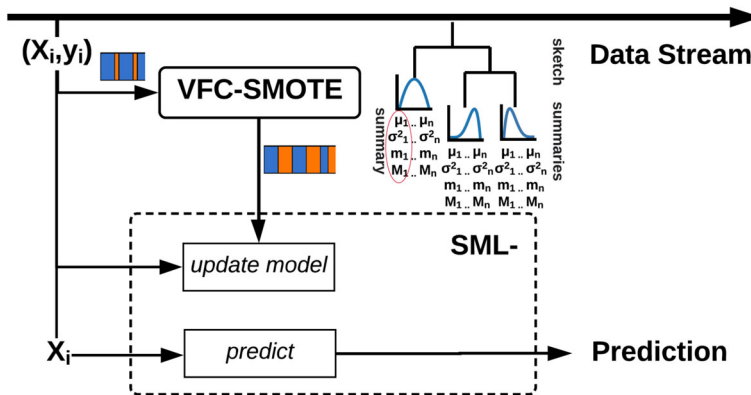 (Xi,yi)
Data Stream
VFC-SMOTE
sketch summaries
summary
μ1.. μn
σ²1.. σ²n
m1.. mn
M1.. Mn
μ1.. μn
σ²1.. σ²n
m1.. mn
M1.. Mn
μ1.. μn
σ²1.. σ²n
m1.. mn
M1.. Mn
SML-
update model
Xi
predict
Prediction